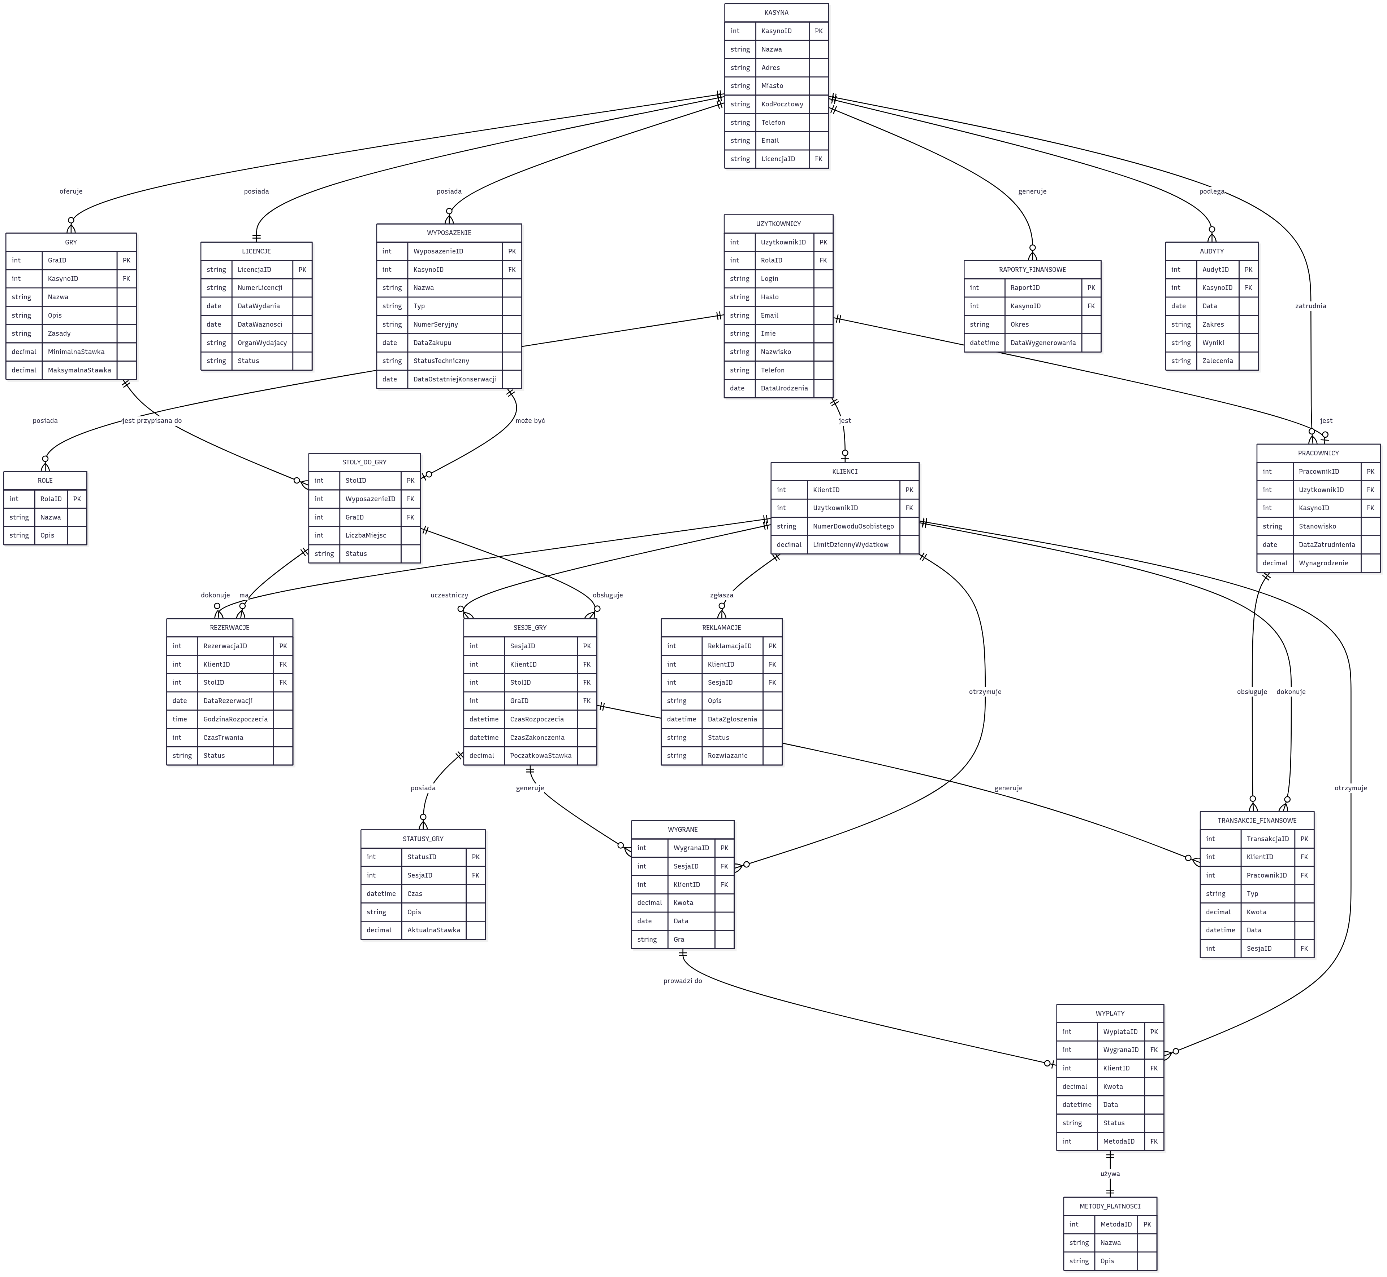 KASYNA
int KasynoID PK
string Nazwa
string Adres
string Miasto
string KodPocztowy
string Telefon
string Email
string LicencjaID FK
oferuje
posiada
posiada
generuje
podlega
zatrudnia
GRY
int GraID PK
int KasynoID FK
string Nazwa
string Opis
string Zasady
decimal MinimalnaStawka
decimal MaksymalnaStawka
LICENCJE
string LicencjaID PK
string NumerLicencji
date DataWydania
date DataWaznosci
string OrganWydajacy
string Status
WYPOSAZENIE
int WyposazenieID PK
int KasynoID FK
string Nazwa
string Typ
string NumerSeryjny
date DataZakupu
string StatusTechniczny
date DataOstatniejKonserwacji
UZYTKOWNICY
int UzytkownikID PK
int RolaID FK
string Login
string Haslo
string Email
string Imie
string Nazwisko
string Telefon
date DataUrodzenia
RAPORTY_FINANSOWE
int RaportID PK
int KasynoID FK
string Okres
datetime DataWygenerowania
AUDYTY
int AudytID PK
int KasynoID FK
date Data
string Zakres
string Wyniki
string Zalecenia
posiada
jest przypisana do
może być
jest
jest
ROLE
int RolaID PK
string Nazwa
string Opis
STOLY_DO_GRY
int StolID PK
int WyposazenieID FK
int GraID FK
int LiczbaMiejsc
string Status
KLIENCI
int KlientID PK
int UzytkownikID FK
string NumerDowoduOsobistego
decimal LimitDziennyWydatkow
PRACOWNICY
int PracownikID PK
int UzytkownikID FK
int KasynoID FK
string Stanowisko
date DataZatrudnienia
decimal Wynagrodzenie
dokonuje
ma
uczestniczy
obsługuje
zgłasza
otrzymuje
obsługuje
dokonuje
otrzymuje
REZERWACJE
int RezerwacjaID PK
int KlientID FK
int StolID FK
date DataRezerwacji
time GodzinaRozpoczecia
int CzasTrwania
string Status
SESJE_GRY
int SesjaID PK
int KlientID FK
int StolID FK
int GraID FK
datetime CzasRozpoczecia
datetime CzasZakonczenia
decimal PoczatkowaStawka
REKLAMACJE
int ReklamacjaID PK
int KlientID FK
int SesjaID FK
string Opis
datetime DataZgloszenia
string Status
string Rozwiazanie
posiada
generuje
generuje
STATUSY_GRY
int StatusID PK
int SesjaID FK
datetime Czas
string Opis
decimal AktualnaStawka
WYGRANE
int WygranaID PK
int SesjaID FK
int KlientID FK
decimal Kwota
date Data
string Gra
TRANSAKCJE_FINANSOWE
int TransakcjaID PK
int KlientID FK
int PracownikID FK
string Typ
decimal Kwota
datetime Data
int SesjaID FK
prowadzi do
WYPLATY
int WyplataID PK
int WygranaID FK
int KlientID FK
decimal Kwota
datetime Data
string Status
int MetodaID FK
używa
METODY_PLATNOSCI
int MetodaID PK
string Nazwa
string Opis